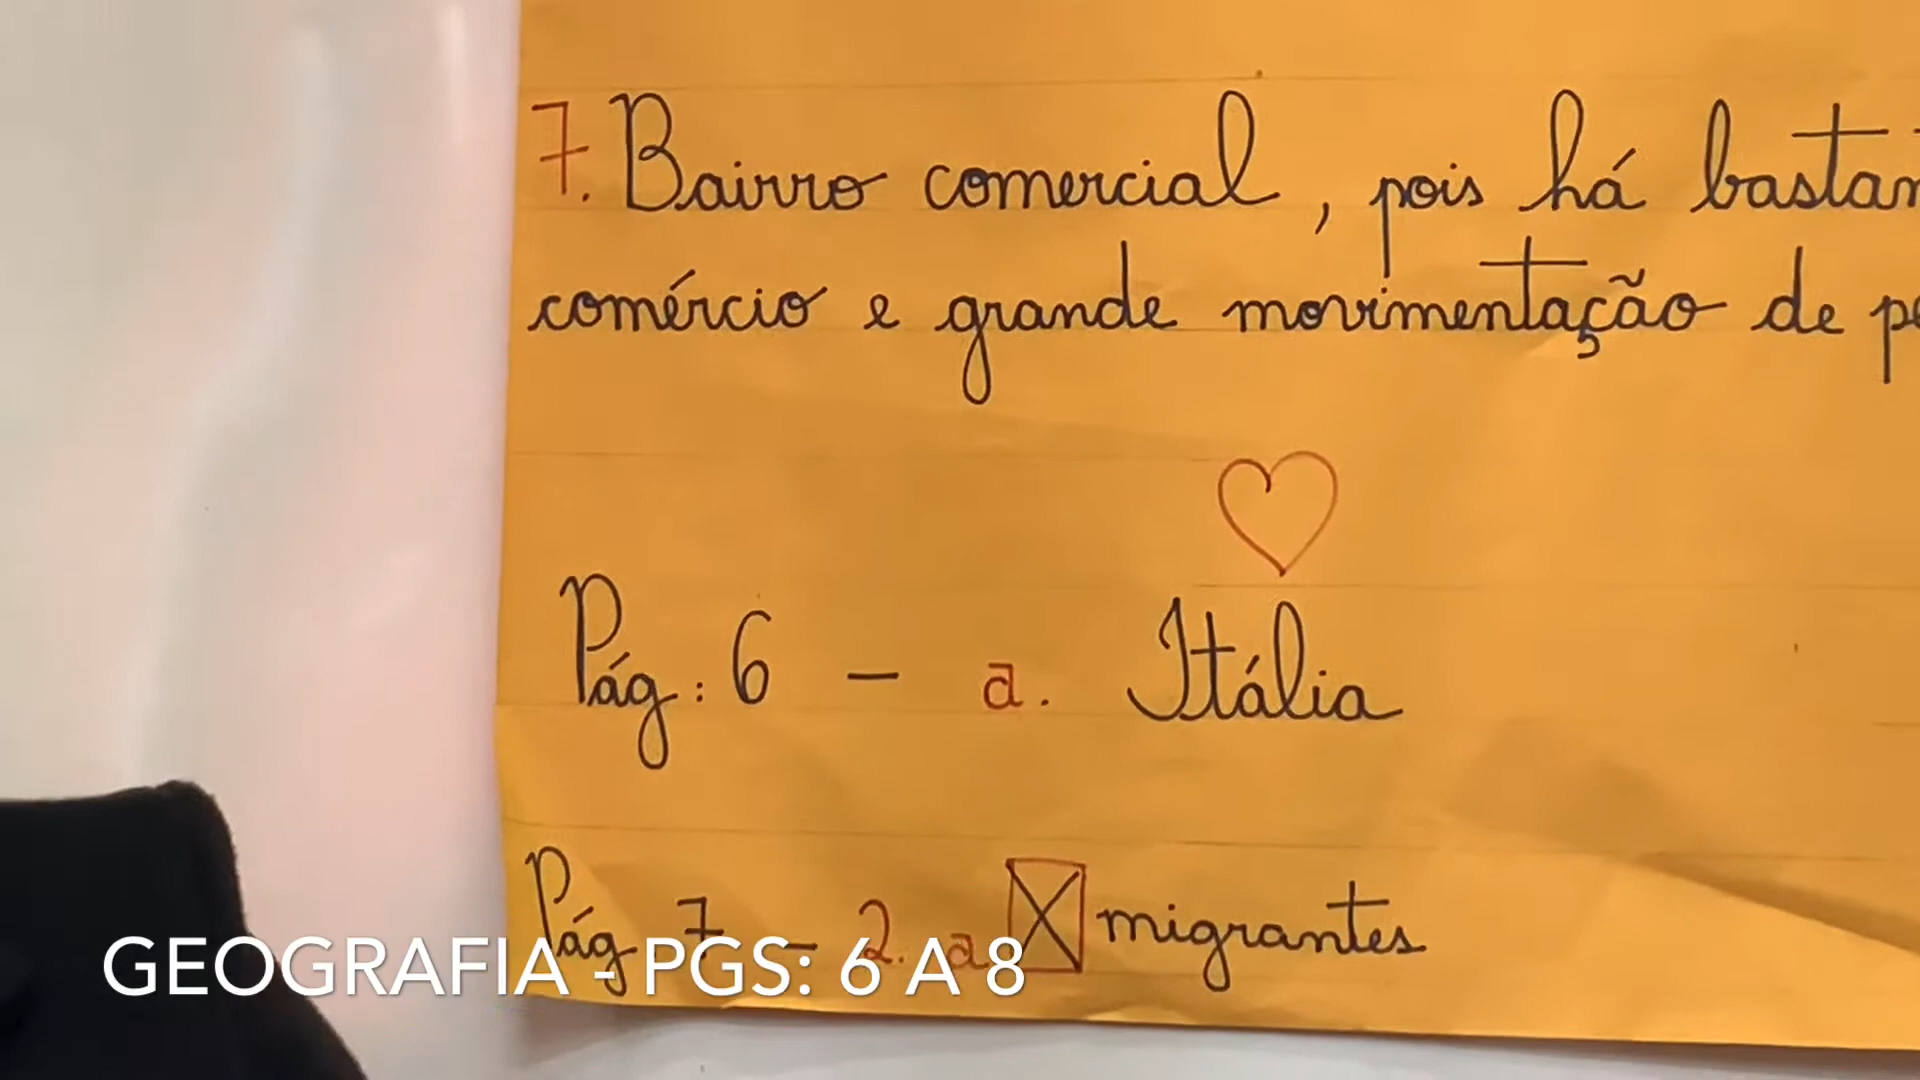 7. Bairro comercial, pois há
comércio e grande movimentação de
Pág: 6 - a. Itália
Pág 7 - 2. a X migrantes
GEOGRAFIA - PGS: 6 A 8